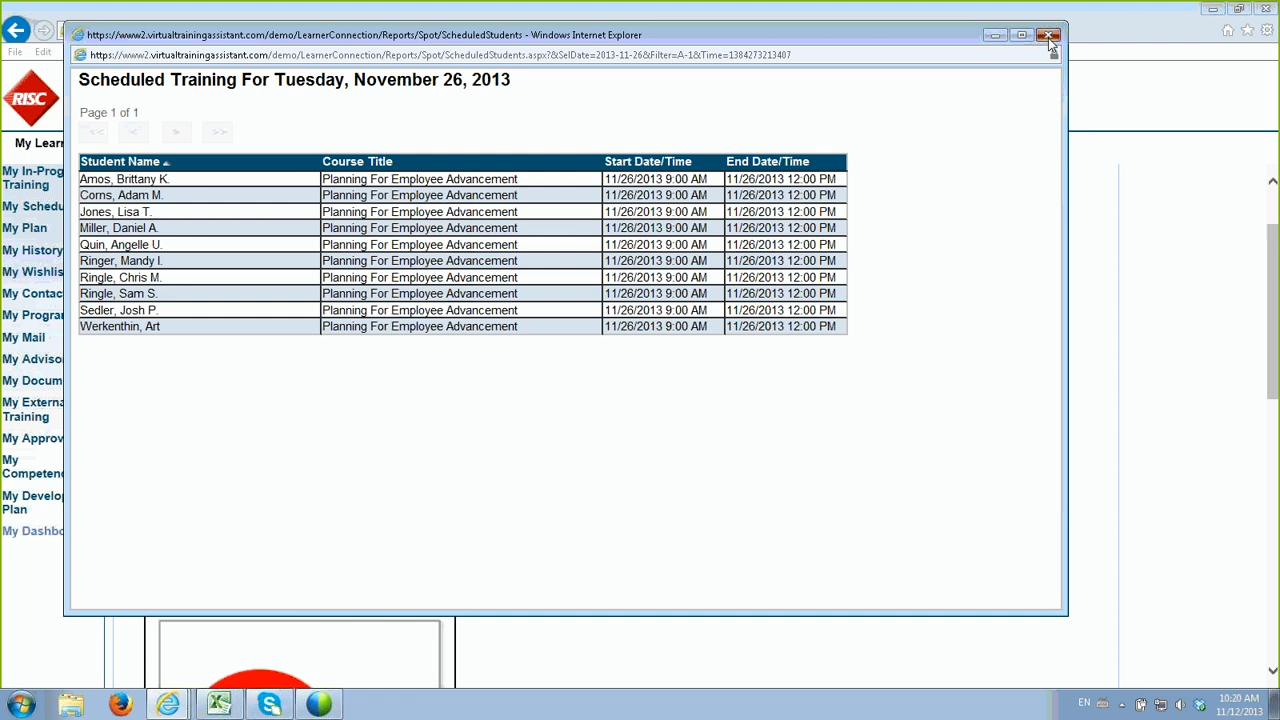 https://www2.virtualtrainingassistant.com/demo/LearnerConnection/Reports/Spot/ScheduledStudents - Windows Internet Explorer
https://www2.virtualtrainingassistant.com/demo/LearnerConnection/Reports/Spot/ScheduledStudents.aspx?&SelDate=2013-11-26&Filter=A-1&Time=1384273213407
File Edit
RISC
My Lear
My In-Prog
Training
My Schedu
My Plan
My History
My Wishlis
My Contac
My Progra
My Mail
My Adviso
My Docum
My Externa
Training
My Approv
My
Competenc
My Develop
Plan
My Dashbo
Scheduled Training For Tuesday, November 26, 2013
Page 1 of 1
<< < > >>
Student Name Course Title Start Date/Time End Date/Time
Amos, Brittany K. Planning For Employee Advancement 11/26/2013 9:00 AM 11/26/2013 12:00 PM
Corns, Adam M. Planning For Employee Advancement 11/26/2013 9:00 AM 11/26/2013 12:00 PM
Jones, Lisa T. Planning For Employee Advancement 11/26/2013 9:00 AM 11/26/2013 12:00 PM
Miller, Daniel A. Planning For Employee Advancement 11/26/2013 9:00 AM 11/26/2013 12:00 PM
Quin, Angelle U. Planning For Employee Advancement 11/26/2013 9:00 AM 11/26/2013 12:00 PM
Ringer, Mandy I. Planning For Employee Advancement 11/26/2013 9:00 AM 11/26/2013 12:00 PM
Ringle, Chris M. Planning For Employee Advancement 11/26/2013 9:00 AM 11/26/2013 12:00 PM
Ringle, Sam S. Planning For Employee Advancement 11/26/2013 9:00 AM 11/26/2013 12:00 PM
Sedler, Josh P. Planning For Employee Advancement 11/26/2013 9:00 AM 11/26/2013 12:00 PM
Werkenthin, Art Planning For Employee Advancement 11/26/2013 9:00 AM 11/26/2013 12:00 PM
EN
10:20 AM
11/12/2013